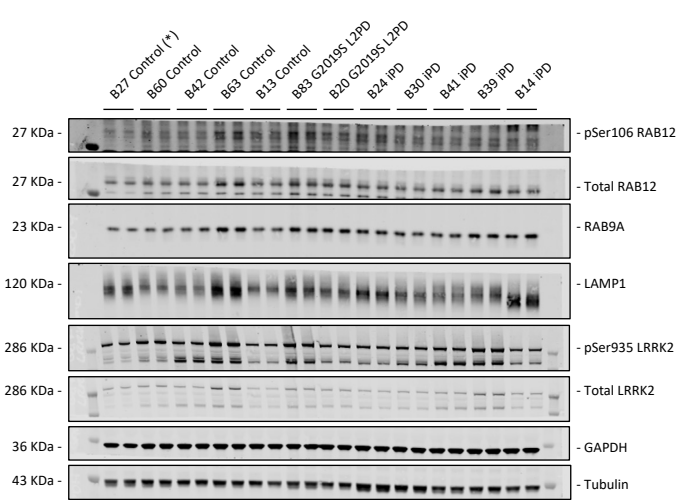 B27 Control (*)
B60 Control
B42 Control
B63 Control
B13 Control
B83 G2019S L2PD
B20 G2019S L2PD
B24 iPD
B30 iPD
B41 iPD
B39 iPD
B14 iPD
27 KDa - - pSer106 RAB12
27 KDa - - Total RAB12
23 KDa - - RAB9A
120 KDa - - LAMP1
286 KDa - - pSer935 LRRK2
286 KDa - - Total LRRK2
36 KDa - - GAPDH
43 KDa - - Tubulin